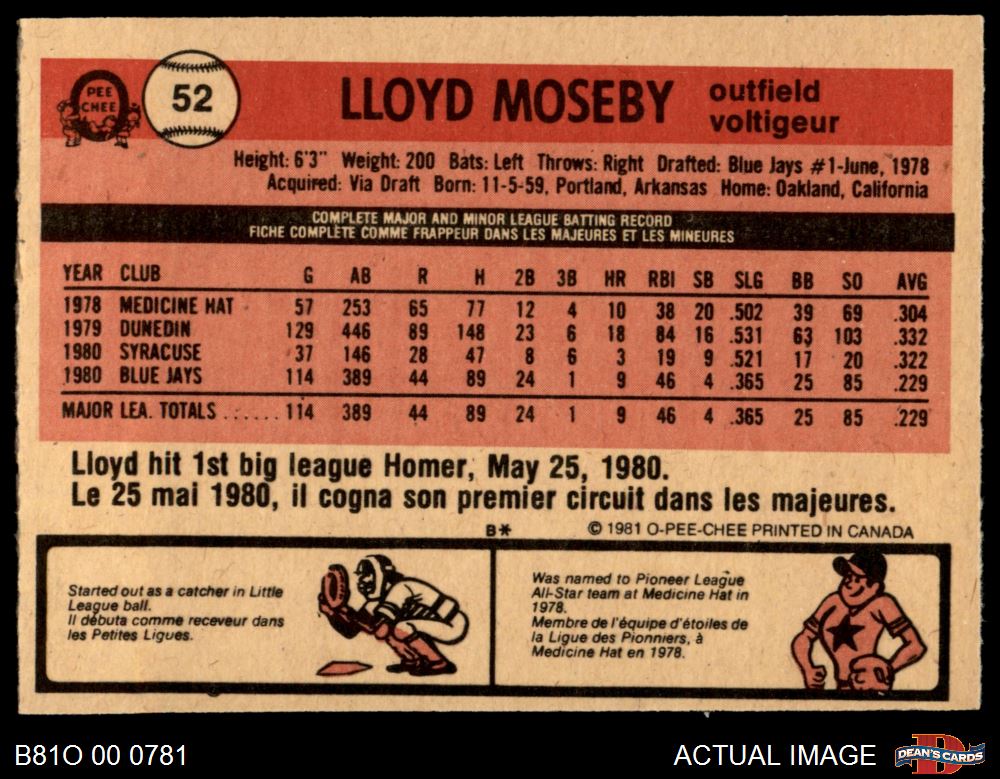 PEE
CHEE
52
LLOYD MOSEBY
outfield
voltigeur
Height: 6'3" Weight: 200 Bats: Left Throws: Right Drafted: Blue Jays #1-June, 1978
Acquired: Via Draft Born: 11-5-59, Portland, Arkansas Home: Oakland, California
COMPLETE MAJOR AND MINOR LEAGUE BATTING RECORD
FICHE COMPLÈTE COMME FRAPPEUR DANS LES MAJEURES ET LES MINEURES
YEAR CLUB G AB R H 2B 3B HR RBI SB SLG BB SO AVG
1978 MEDICINE HAT 57 253 65 77 12 4 10 38 20 .502 39 69 .304
1979 DUNEDIN 129 446 89 148 23 6 18 84 16 .531 63 103 .332
1980 SYRACUSE 37 146 28 47 8 6 3 19 9 .521 17 20 .322
1980 BLUE JAYS 114 389 44 89 24 1 9 46 4 .365 25 85 .229
MAJOR LEA. TOTALS ...... 114 389 44 89 24 1 9 46 4 .365 25 85 .229
Lloyd hit 1st big league Homer, May 25, 1980.
Le 25 mai 1980, il cogna son premier circuit dans les majeures.
B* © 1981 O-PEE-CHEE PRINTED IN CANADA
Started out as a catcher in Little
League ball.
Il débuta comme receveur dans
les Petites Ligues.
Was named to Pioneer League
All-Star team at Medicine Hat in
1978.
Membre de l'équipe d'étoiles de
la Ligue des Pionniers, à
Medicine Hat en 1978.
B81O 00 0781
ACTUAL IMAGE
D
DEAN'S CARDS